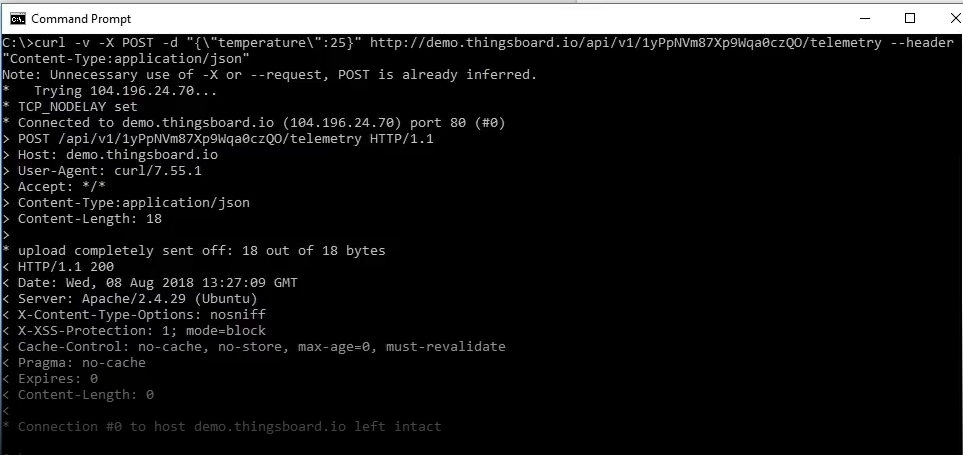 Command Prompt
C:\>curl -v -X POST -d "{\"temperature\":25}" http://demo.thingsboard.io/api/v1/1yPpNVm87Xp9Wqa0czQO/telemetry --header
"Content-Type:application/json"
Note: Unnecessary use of -X or --request, POST is already inferred.
*   Trying 104.196.24.70...
* TCP_NODELAY set
* Connected to demo.thingsboard.io (104.196.24.70) port 80 (#0)
> POST /api/v1/1yPpNVm87Xp9Wqa0czQO/telemetry HTTP/1.1
> Host: demo.thingsboard.io
> User-Agent: curl/7.55.1
> Accept: */*
> Content-Type:application/json
> Content-Length: 18
>
* upload completely sent off: 18 out of 18 bytes
< HTTP/1.1 200
< Date: Wed, 08 Aug 2018 13:27:09 GMT
< Server: Apache/2.4.29 (Ubuntu)
< X-Content-Type-Options: nosniff
< X-XSS-Protection: 1; mode=block
< Cache-Control: no-cache, no-store, max-age=0, must-revalidate
< Pragma: no-cache
< Expires: 0
< Content-Length: 0
<
* Connection #0 to host demo.thingsboard.io left intact